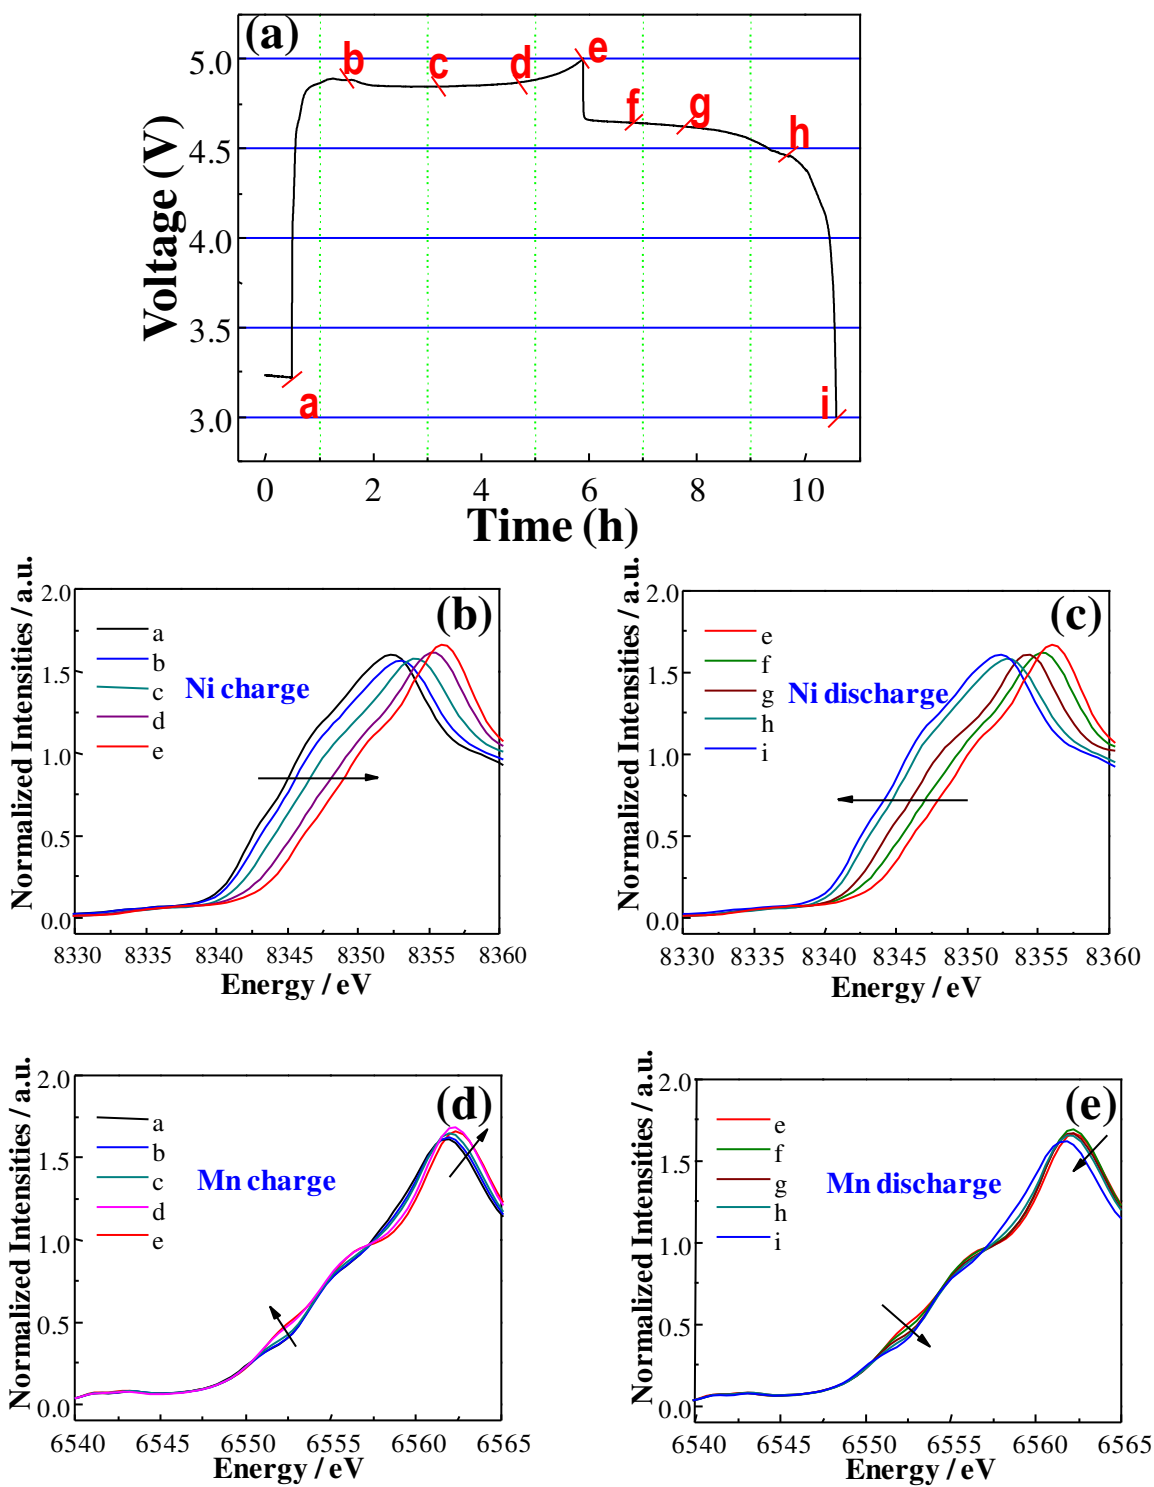 (a)
5.0
4.5
4.0
3.5
3.0
Voltage (V)
b
c
d
e
f
g
h
a
i
0 2 4 6 8 10
Time (h)
(b)
2.0
1.5
1.0
0.5
0.0
Normalized Intensities / a.u.
a
b
c
d
e
Ni charge
8330 8335 8340 8345 8350 8355 8360
Energy / eV
(c)
2.0
1.5
1.0
0.5
0.0
Normalized Intensities / a.u.
e
f
g
h
i
Ni discharge
8330 8335 8340 8345 8350 8355 8360
Energy / eV
(d)
2.0
1.5
1.0
0.5
0.0
Normalized Intensities / a.u.
a
b
c
d
e
Mn charge
6540 6545 6550 6555 6560 6565
Energy / eV
(e)
2.0
1.5
1.0
0.5
0.0
Normalized Intensities / a.u.
e
f
g
h
i
Mn discharge
6540 6545 6550 6555 6560 6565
Energy / eV